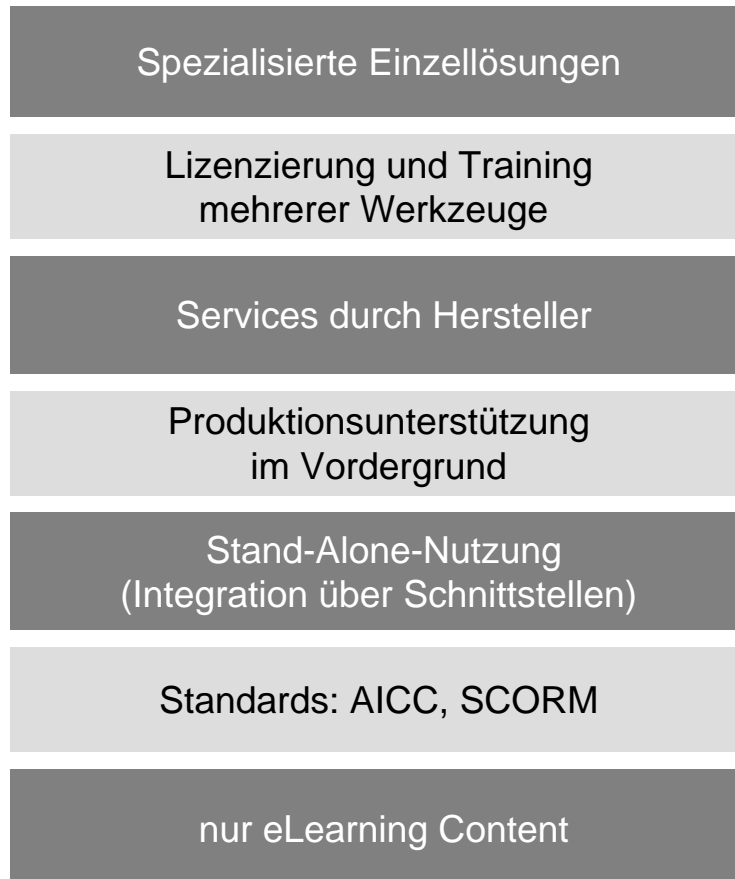 Spezialisierte Einzellösungen
Lizenzierung und Training
mehrerer Werkzeuge
Services durch Hersteller
Produktionsunterstützung
im Vordergrund
Stand-Alone-Nutzung
(Integration über Schnittstellen)
Standards: AICC, SCORM
nur eLearning Content